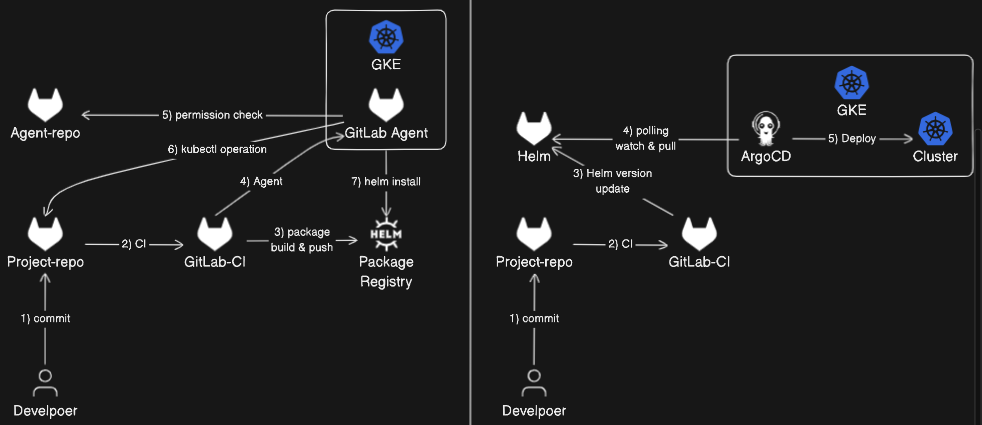 GKE
GitLab Agent
Agent-repo
5) permission check
6) kubectl operation
4) Agent
7) helm install
Project-repo
2) CI
GitLab-CI
3) package
build & push
HELM
Package
Registry
1) commit
Develpoer
GKE
Helm
4) polling
watch & pull
ArgoCD
5) Deploy
Cluster
3) Helm version
update
Project-repo
2) CI
GitLab-CI
1) commit
Develpoer